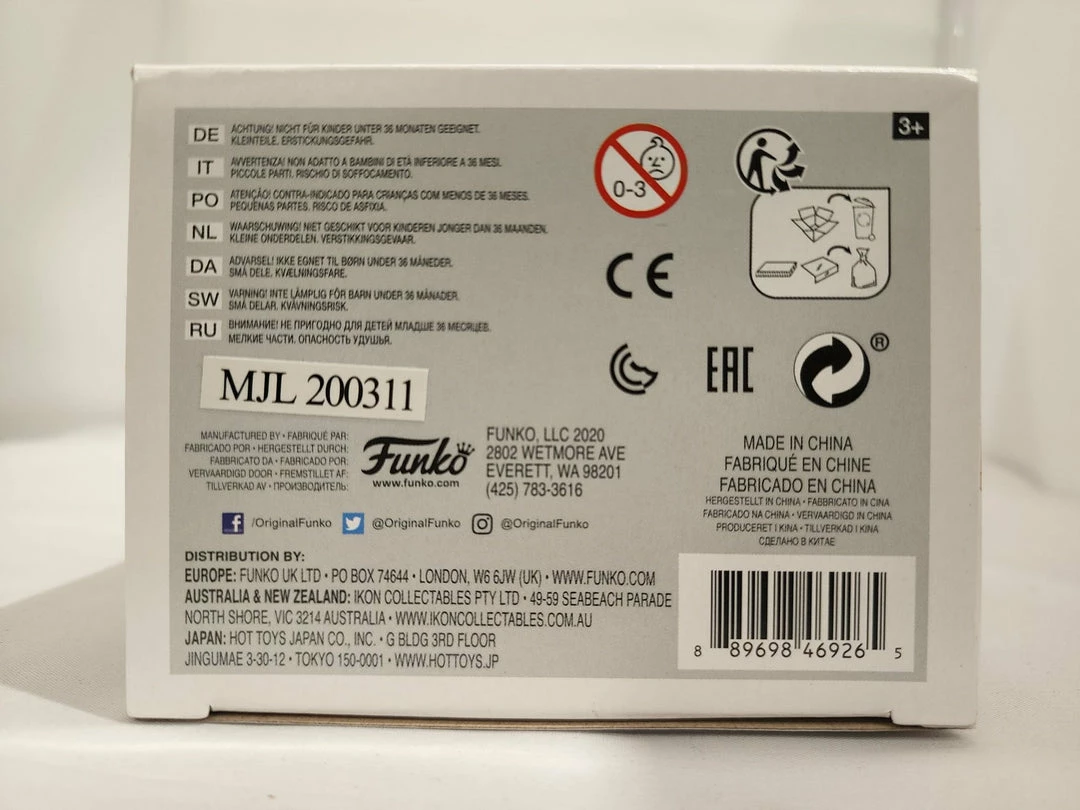 DE ACHTUNG! NICHT FÜR KINDER UNTER 36 MONATEN GEEIGNET.
KLEINTEILE. ERSTICKUNGSGEFAHR.
IT AVVERTENZA! NON ADATTO A BAMBINI DI ETÀ INFERIORE A 36 MESI.
PICCOLE PARTI. RISCHIO DI SOFFOCAMENTO.
PO ATENÇÃO! CONTRA-INDICADO PARA CRIANÇAS COM MENOS DE 36 MESES.
PEQUENAS PARTES. RISCO DE ASFIXIA.
NL WAARSCHUWING! NIET GESCHIKT VOOR KINDEREN JONGER DAN 36 MAANDEN.
KLEINE ONDERDELEN. VERSTIKKINGSGEVAAR.
DA ADVARSEL! IKKE EGNET TIL BØRN UNDER 36 MÅNEDER.
SMÅ DELE. KVÆLNINGSFARE.
SW VARNING! INTE LÄMPLIG FÖR BARN UNDER 36 MÅNADER.
SMÅ DELAR. KVÄVNINGSRISK.
RU ВНИМАНИЕ! НЕ ПРИГОДНО ДЛЯ ДЕТЕЙ МЛАДШЕ 36 МЕСЯЦЕВ.
МЕЛКИЕ ЧАСТИ. ОПАСНОСТЬ УДУШЬЯ.
0-3
3+
CE
EAC
®
MJL 200311
MANUFACTURED BY • FABRIQUÉ PAR:
FABRICADO POR • HERGESTELLT DURCH:
FABBRICATO DA • FABRICADO POR:
VERVAARDIGD DOOR • FREMSTILLET AF:
TILLVERKAD AV • ПРОИЗВОДИТЕЛЬ:
Funko
www.funko.com
FUNKO, LLC 2020
2802 WETMORE AVE
EVERETT, WA 98201
(425) 783-3616
/OriginalFunko @OriginalFunko @OriginalFunko
MADE IN CHINA
FABRIQUÉ EN CHINE
FABRICADO EN CHINA
HERGESTELLT IN CHINA • FABBRICATO IN CINA
FABRICADO NA CHINA • VERVAARDIGD IN CHINA
PRODUCERET I KINA • TILLVERKAD I KINA
СДЕЛАНО В КИТАЕ
DISTRIBUTION BY:
EUROPE: FUNKO UK LTD • PO BOX 74644 • LONDON, W6 6JW (UK) • WWW.FUNKO.COM
AUSTRALIA & NEW ZEALAND: IKON COLLECTABLES PTY LTD • 49-59 SEABEACH PARADE
NORTH SHORE, VIC 3214 AUSTRALIA • WWW.IKONCOLLECTABLES.COM.AU
JAPAN: HOT TOYS JAPAN CO., INC. • G BLDG 3RD FLOOR
JINGUMAE 3-30-12 • TOKYO 150-0001 • WWW.HOTTOYS.JP
8 89698 46926 5